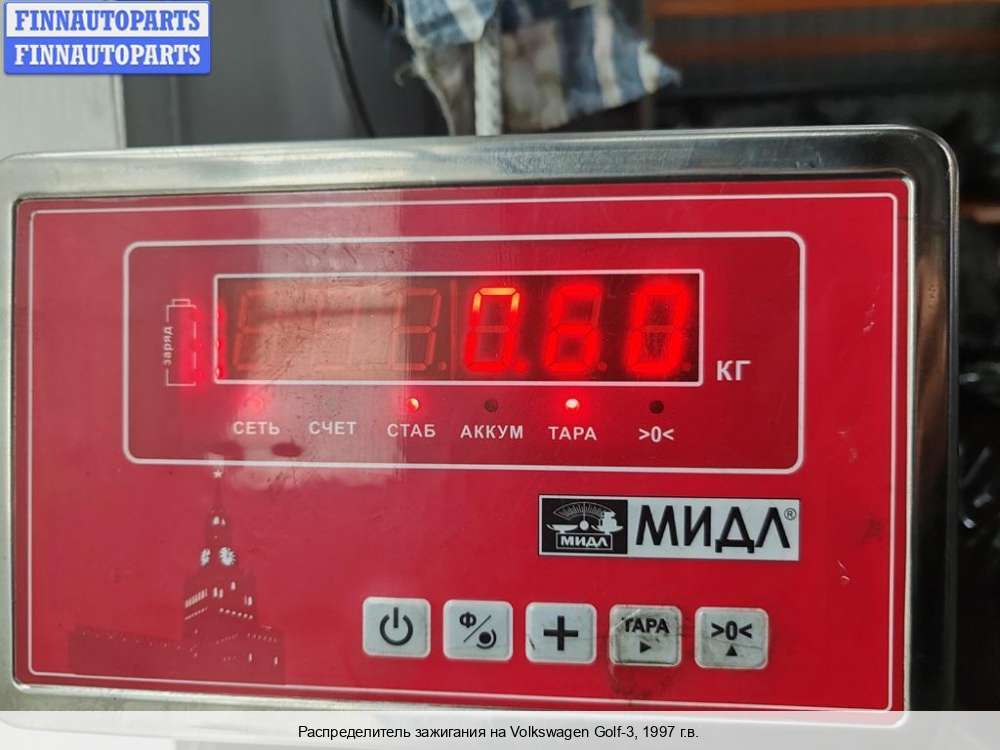 FINNAUTOPARTS
FINNAUTOPARTS
заряд
0.60
КГ
СЕТЬ СЧЕТ СТАБ АККУМ ТАРА >0<
МИДЛ МИДЛ®
Ф
ТАРА >0<
Распределитель зажигания на Volkswagen Golf-3, 1997 г.в.